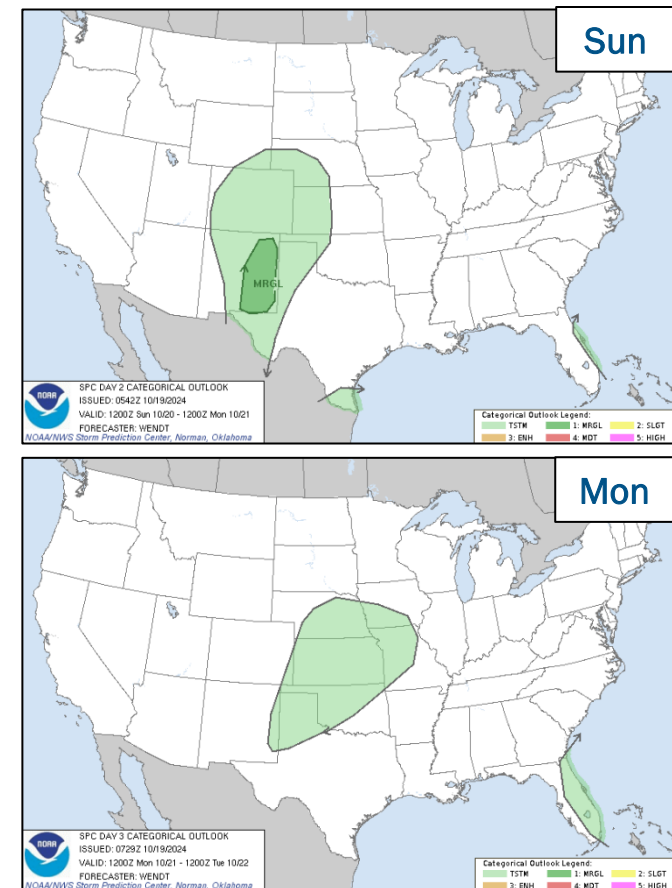 Sun
MRGL
NOAA
SPC DAY 2 CATEGORICAL OUTLOOK
ISSUED: 0542Z 10/19/2024
VALID: 1200Z Sun 10/20 - 1200Z Mon 10/21
FORECASTER: WENDT
NOAA/NWS Storm Prediction Center, Norman, Oklahoma
Categorical Outlook Legend:
TSTM 1: MRGL 2: SLGT
3: ENH 4: MDT 5: HIGH
Mon
NOAA
SPC DAY 3 CATEGORICAL OUTLOOK
ISSUED: 0729Z 10/19/2024
VALID: 1200Z Mon 10/21 - 1200Z Tue 10/22
FORECASTER: WENDT
NOAA/NWS Storm Prediction Center, Norman, Oklahoma
Categorical Outlook Legend:
TSTM 1: MRGL 2: SLGT
3: ENH 4: MDT 5: HIGH